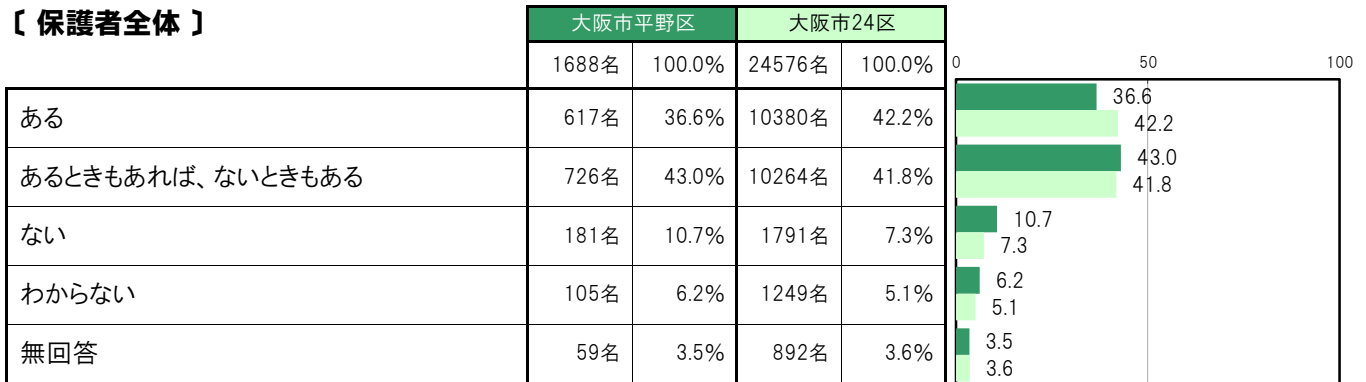 〔 保護者全体 〕
大阪市平野区 大阪市24区
1688名 100.0% 24576名 100.0%
0 50 100
ある 617名 36.6% 10380名 42.2%
36.6
42.2
あるときもあれば、ないときもある 726名 43.0% 10264名 41.8%
43.0
41.8
ない 181名 10.7% 1791名 7.3%
10.7
7.3
わからない 105名 6.2% 1249名 5.1%
6.2
5.1
無回答 59名 3.5% 892名 3.6%
3.5
3.6